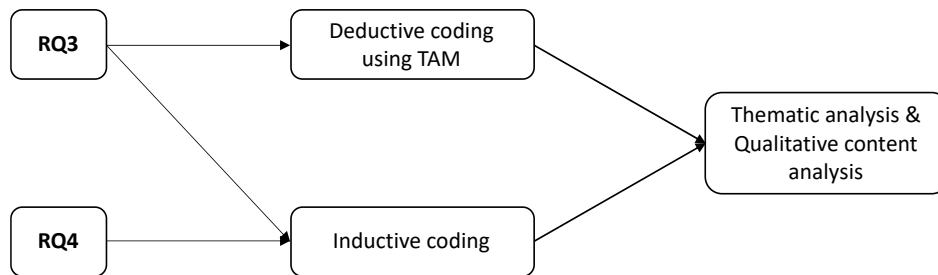 RQ3
Deductive coding
using TAM
Thematic analysis &
Qualitative content
analysis
RQ4
Inductive coding